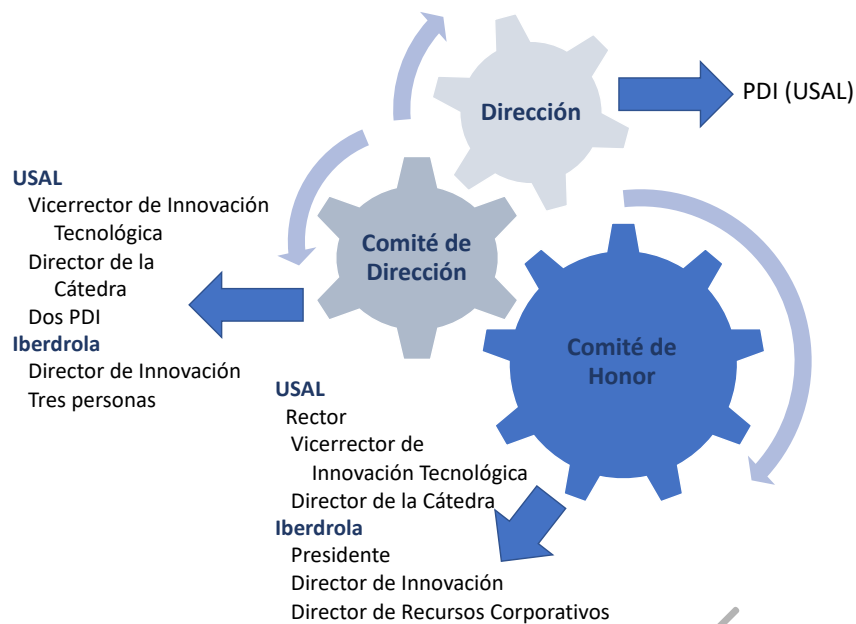 Dirección
PDI (USAL)
Comité de
Dirección
USAL
Vicerrector de Innovación
Tecnológica
Director de la
Cátedra
Dos PDI
Iberdrola
Director de Innovación
Tres personas
Comité de
Honor
USAL
Rector
Vicerrector de
Innovación Tecnológica
Director de la Cátedra
Iberdrola
Presidente
Director de Innovación
Director de Recursos Corporativos